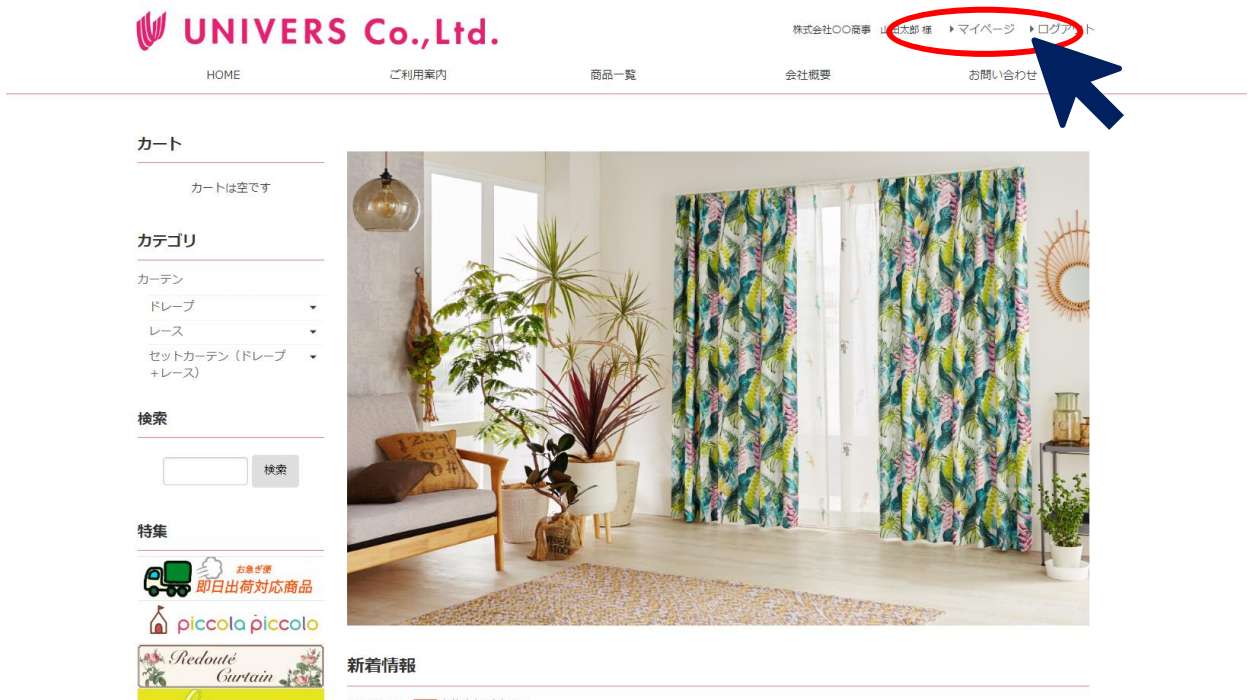 UNIVERS Co.,Ltd.
株式会社〇〇商事 山田太郎 様 マイページ ログアウト
HOME ご利用案内 商品一覧 会社概要 お問い合わせ
カート
カートは空です
カテゴリ
カーテン
ドレープ
レース
セットカーテン（ドレープ
+レース）
検索
検索
特集
お急ぎ便
即日出荷対応商品
piccola piccolo
Redouté
Curtain
新着情報